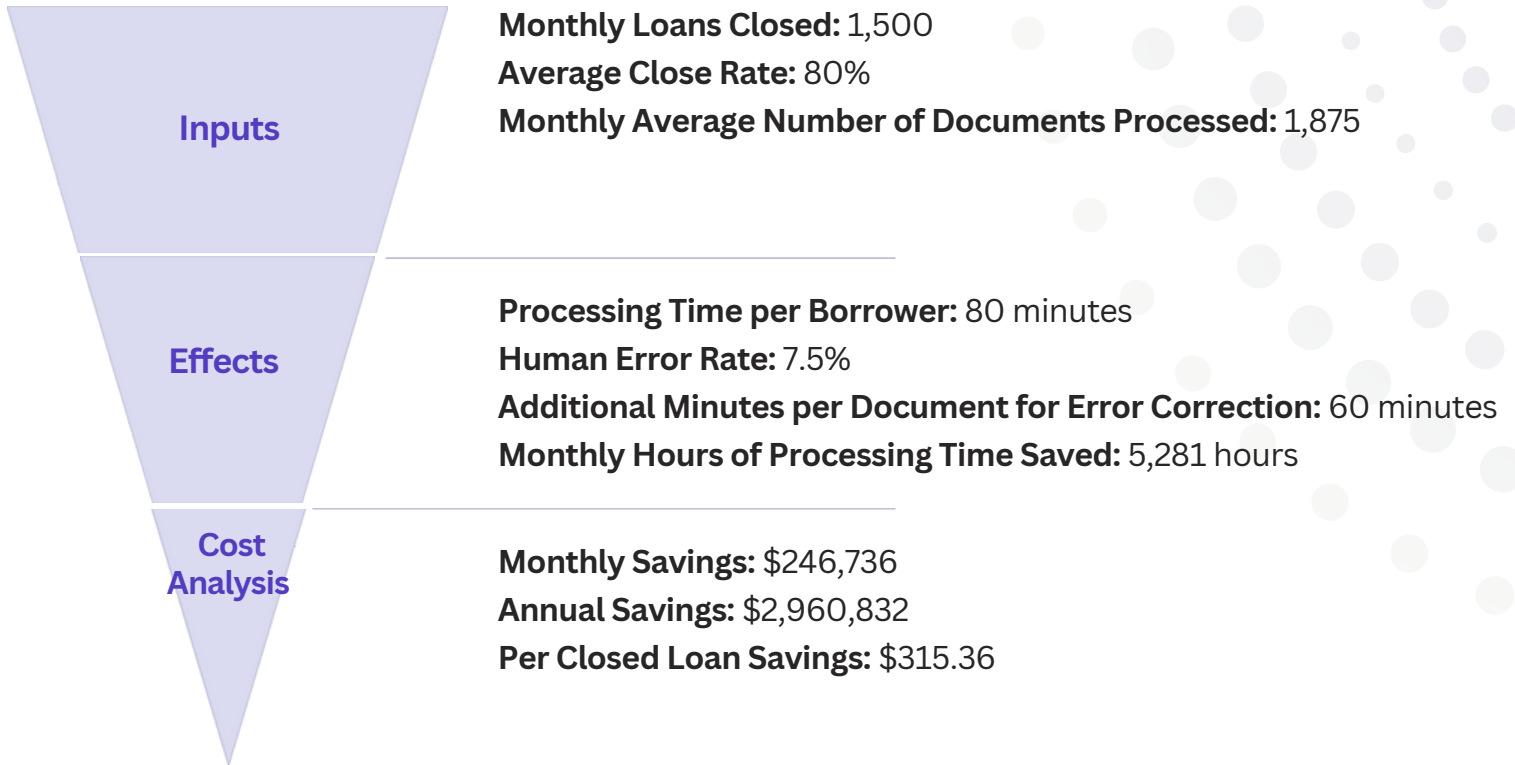 Inputs
Monthly Loans Closed: 1,500
Average Close Rate: 80%
Monthly Average Number of Documents Processed: 1,875
Effects
Processing Time per Borrower: 80 minutes
Human Error Rate: 7.5%
Additional Minutes per Document for Error Correction: 60 minutes
Monthly Hours of Processing Time Saved: 5,281 hours
Cost
Analysis
Monthly Savings: $246,736
Annual Savings: $2,960,832
Per Closed Loan Savings: $315.36